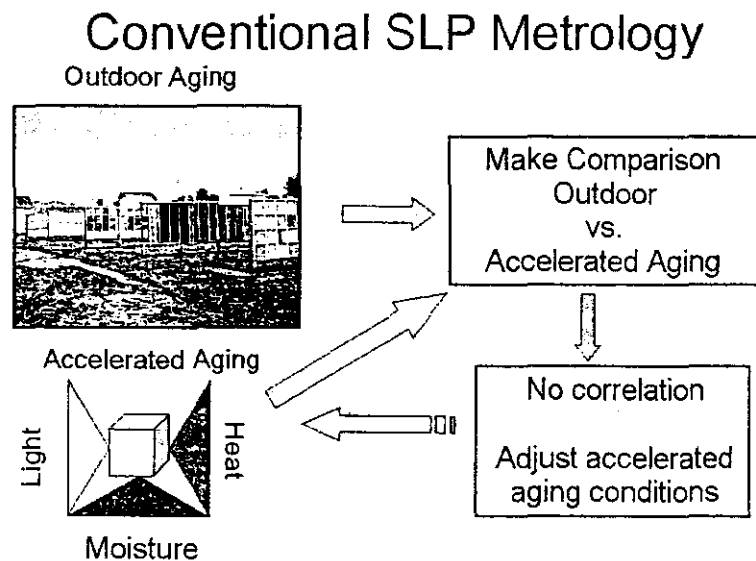 Conventional SLP Metrology
Outdoor Aging
Make Comparison
Outdoor
vs.
Accelerated Aging
Accelerated Aging
Light
Heat
Moisture
No correlation
Adjust accelerated
aging conditions